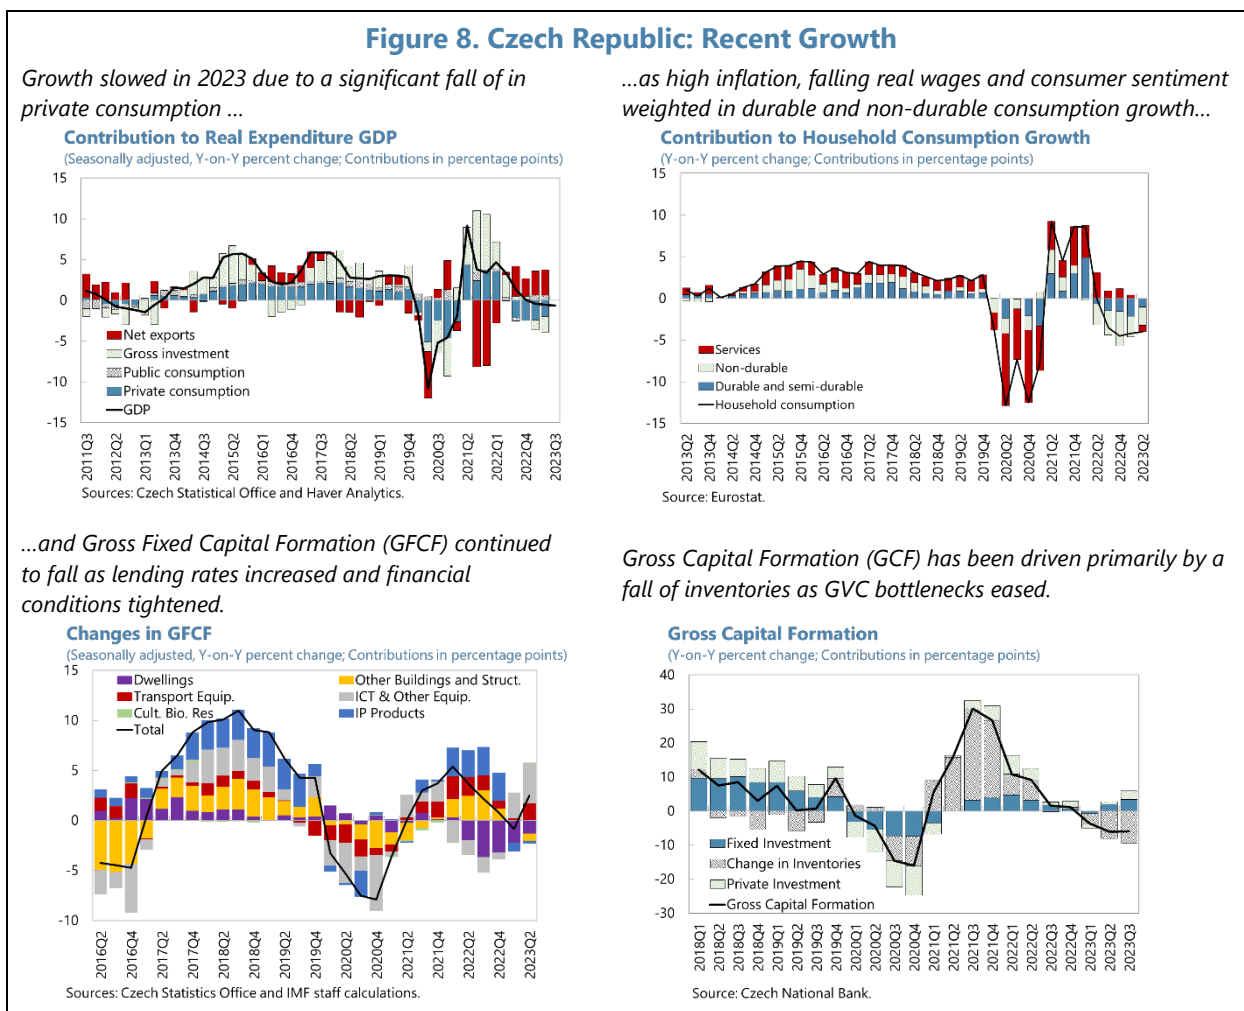 Figure 8. Czech Republic: Recent Growth
Growth slowed in 2023 due to a significant fall of in
private consumption ...
Contribution to Real Expenditure GDP
(Seasonally adjusted, Y-on-Y percent change; Contributions in percentage points)
15
10
5
0
-5
-10
-15
Net exports
Gross investment
Public consumption
Private consumption
GDP
2011Q3
2012Q2
2013Q1
2013Q4
2014Q3
2015Q2
2016Q1
2016Q4
2017Q3
2018Q2
2019Q1
2019Q4
2020Q3
2021Q2
2022Q1
2022Q4
2023Q3
Sources: Czech Statistical Office and Haver Analytics.
...as high inflation, falling real wages and consumer sentiment
weighted in durable and non-durable consumption growth...
Contribution to Household Consumption Growth
(Y-on-Y percent change; Contributions in percentage points)
15
10
5
0
-5
-10
-15
Services
Non-durable
Durable and semi-durable
Household consumption
2013Q2
2013Q4
2014Q2
2014Q4
2015Q2
2015Q4
2016Q2
2016Q4
2017Q2
2017Q4
2018Q2
2018Q4
2019Q2
2019Q4
2020Q2
2020Q4
2021Q2
2021Q4
2022Q2
2022Q4
2023Q2
Source: Eurostat.
...and Gross Fixed Capital Formation (GFCF) continued
to fall as lending rates increased and financial
conditions tightened.
Changes in GFCF
(Seasonally adjusted, Y-on-Y percent change; Contributions in percentage points)
15
10
5
0
-5
-10
Dwellings
Other Buildings and Struct.
Transport Equip.
ICT & Other Equip.
Cult. Bio. Res
IP Products
Total
2016Q2
2016Q4
2017Q2
2017Q4
2018Q2
2018Q4
2019Q2
2019Q4
2020Q2
2020Q4
2021Q2
2021Q4
2022Q2
2022Q4
2023Q2
Sources: Czech Statistics Office and IMF staff calculations.
Gross Capital Formation (GCF) has been driven primarily by a
fall of inventories as GVC bottlenecks eased.
Gross Capital Formation
(Y-on-Y percent change; Contributions in percentage points)
40
30
20
10
0
-10
-20
-30
Fixed Investment
Change in Inventories
Private Investment
Gross Capital Formation
2018Q1
2018Q2
2018Q3
2018Q4
2019Q1
2019Q2
2019Q3
2019Q4
2020Q1
2020Q2
2020Q3
2020Q4
2021Q1
2021Q2
2021Q3
2021Q4
2022Q1
2022Q2
2022Q3
2022Q4
2023Q1
2023Q2
2023Q3
Source: Czech National Bank.